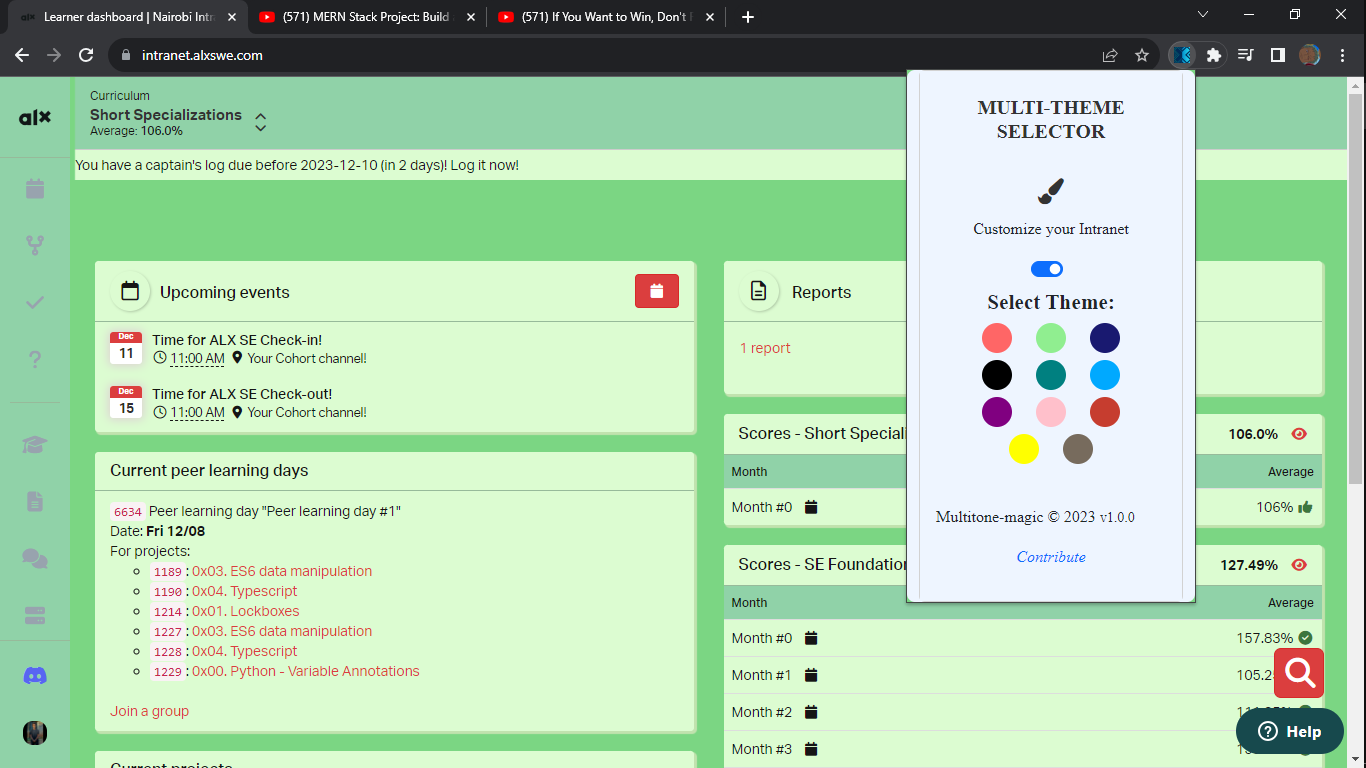 Learner dashboard | Nairobi Intr
(571) MERN Stack Project: Build
(571) If You Want to Win, Don't
intranet.alxswe.com
alx
Curriculum
Short Specializations
Average: 106.0%
You have a captain's log due before 2023-12-10 (in 2 days)! Log it now!
Upcoming events
Dec
11
Time for ALX SE Check-in!
11:00 AM Your Cohort channel!
Dec
15
Time for ALX SE Check-out!
11:00 AM Your Cohort channel!
Current peer learning days
6634 Peer learning day "Peer learning day #1"
Date: Fri 12/08
For projects:
1189 : 0x03. ES6 data manipulation
1190 : 0x04. Typescript
1214 : 0x01. Lockboxes
1227 : 0x03. ES6 data manipulation
1228 : 0x04. Typescript
1229 : 0x00. Python - Variable Annotations
Join a group
Current projects
Reports
1 report
Scores - Short Speciali
106.0%
Month Average
Month #0 106%
Scores - SE Foundation
127.49%
Month Average
Month #0 157.83%
Month #1 105.2
Month #2
Month #3
MULTI-THEME
SELECTOR
Customize your Intranet
Select Theme:
Multitone-magic © 2023 v1.0.0
Contribute
Help